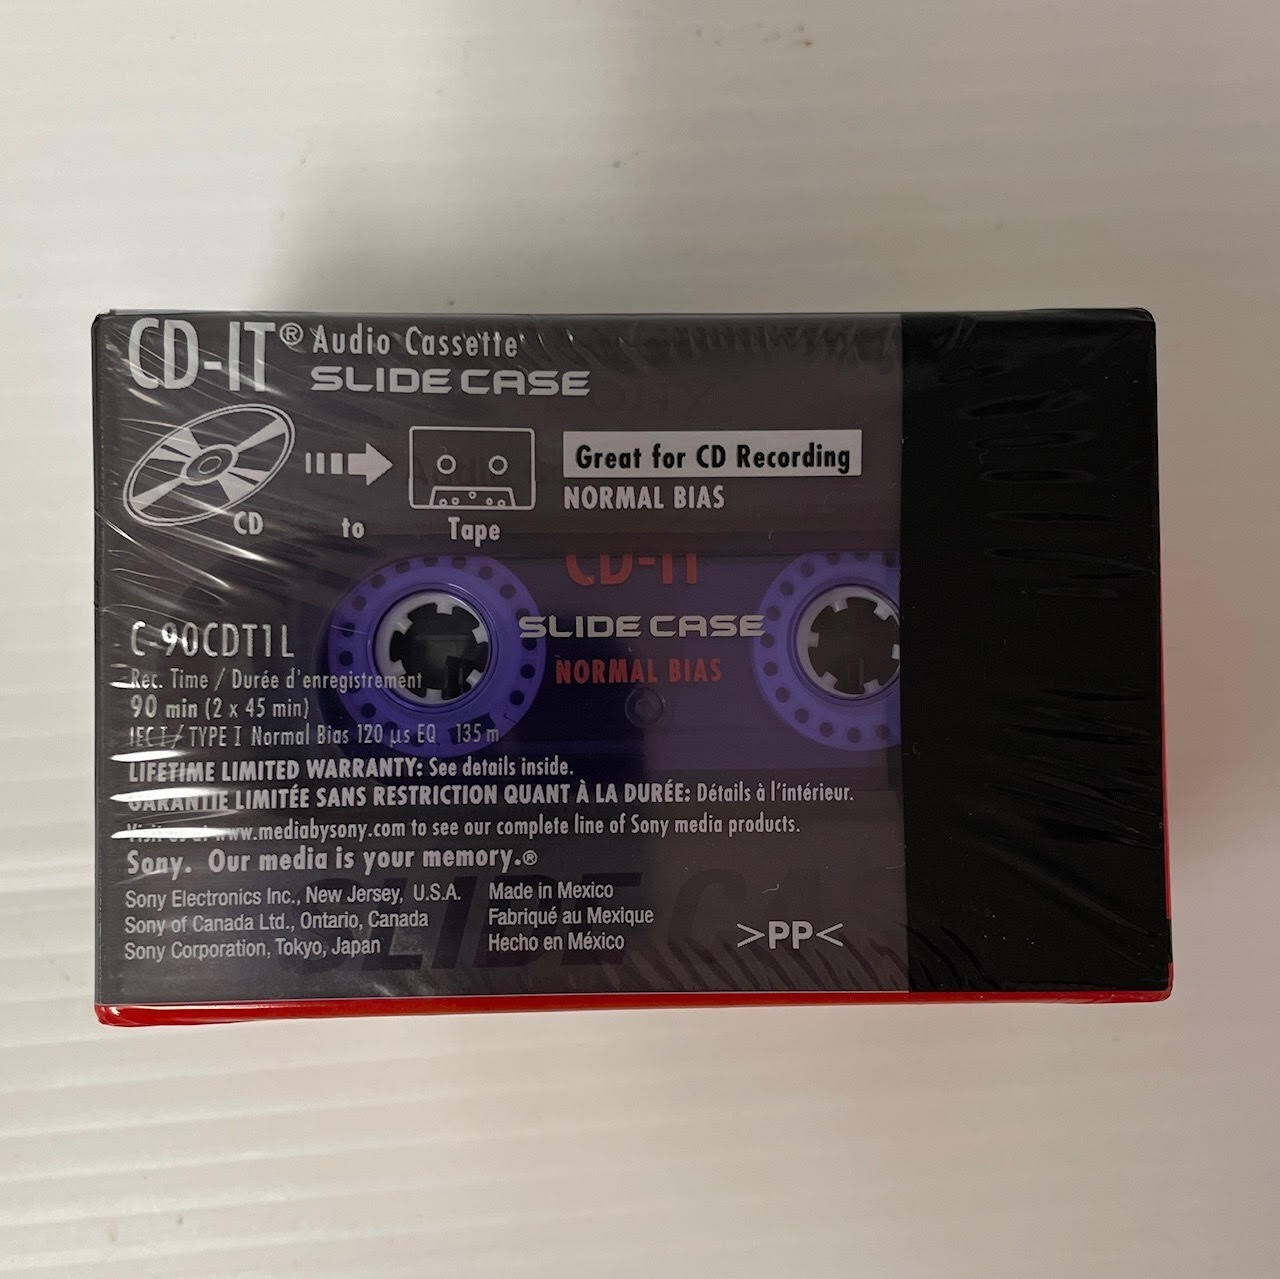 CD-IT® Audio Cassette
SLIDE CASE
Great for CD Recording
NORMAL BIAS
CD to Tape
CD-IT
SLIDE CASE
NORMAL BIAS
C-90CDT1L
Rec. Time / Durée d'enregistrement
90 min (2 x 45 min)
IEC I / TYPE I Normal Bias 120 µs EQ 135 m
LIFETIME LIMITED WARRANTY: See details inside.
GARANTIE LIMITÉE SANS RESTRICTION QUANT À LA DURÉE: Détails à l'intérieur.
Visit us at www.mediabysony.com to see our complete line of Sony media products.
Sony. Our media is your memory.®
Sony Electronics Inc., New Jersey, U.S.A.
Sony of Canada Ltd., Ontario, Canada
Sony Corporation, Tokyo, Japan
Made in Mexico
Fabriqué au Mexique
Hecho en México
>PP<
SLIDE CAS